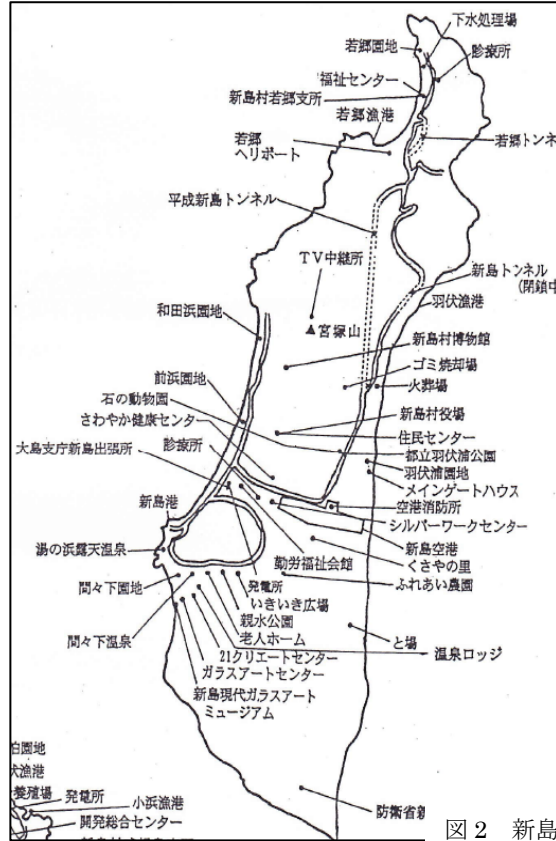 下水処理場
若郷園地
診療所
福祉センター
新島村若郷支所
若郷漁港
若郷
ヘリポート
若郷トンネ
平成新島トンネル
TV中継所
新島トンネル
(閉鎖中
羽伏漁港
和田浜園地
▲宮塚山
新島村博物館
ゴミ焼却場
前浜園地
火葬場
石の動物園
新島村役場
さわやか健康センター
住民センター
大島支庁新島出張所
都立羽伏浦公園
診療所
羽伏浦園地
メインゲートハウス
新島港
空港消防所
シルバーワークセンター
新島空港
湯の浜露天温泉
くさやの里
勤労福祉会館
ふれあい農園
間々下園地
発電所
いきいき広場
親水公園
と場
間々下温泉
老人ホーム
温泉ロッジ
21クリエートセンター
ガラスアートセンター
新島現代ガラスアート
ミュージアム
泊園地
伏漁港
養殖場
発電所
小浜漁港
防衛省新
開発総合センター
図2 新島